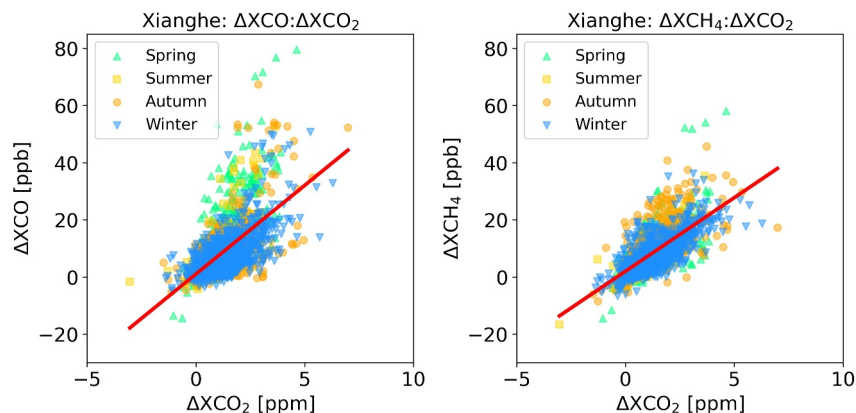 Xianghe: ΔXCO:ΔXCO₂
80
60
40
20
0
−20
ΔXCO [ppb]
Spring
Summer
Autumn
Winter
−5
0
5
10
ΔXCO₂ [ppm]
Xianghe: ΔXCH₄:ΔXCO₂
80
60
40
20
0
−20
ΔXCH₄ [ppb]
Spring
Summer
Autumn
Winter
−5
0
5
10
ΔXCO₂ [ppm]